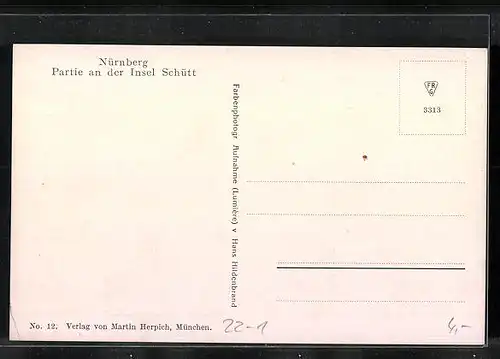 Nürnberg
Partie an der Insel Schütt
Farbenphotogr Aufnahme (Lumière) v Hans Hildenbrand
FR
3313
No. 12. Verlag von Martin Herpich, München.
22-1
4,-